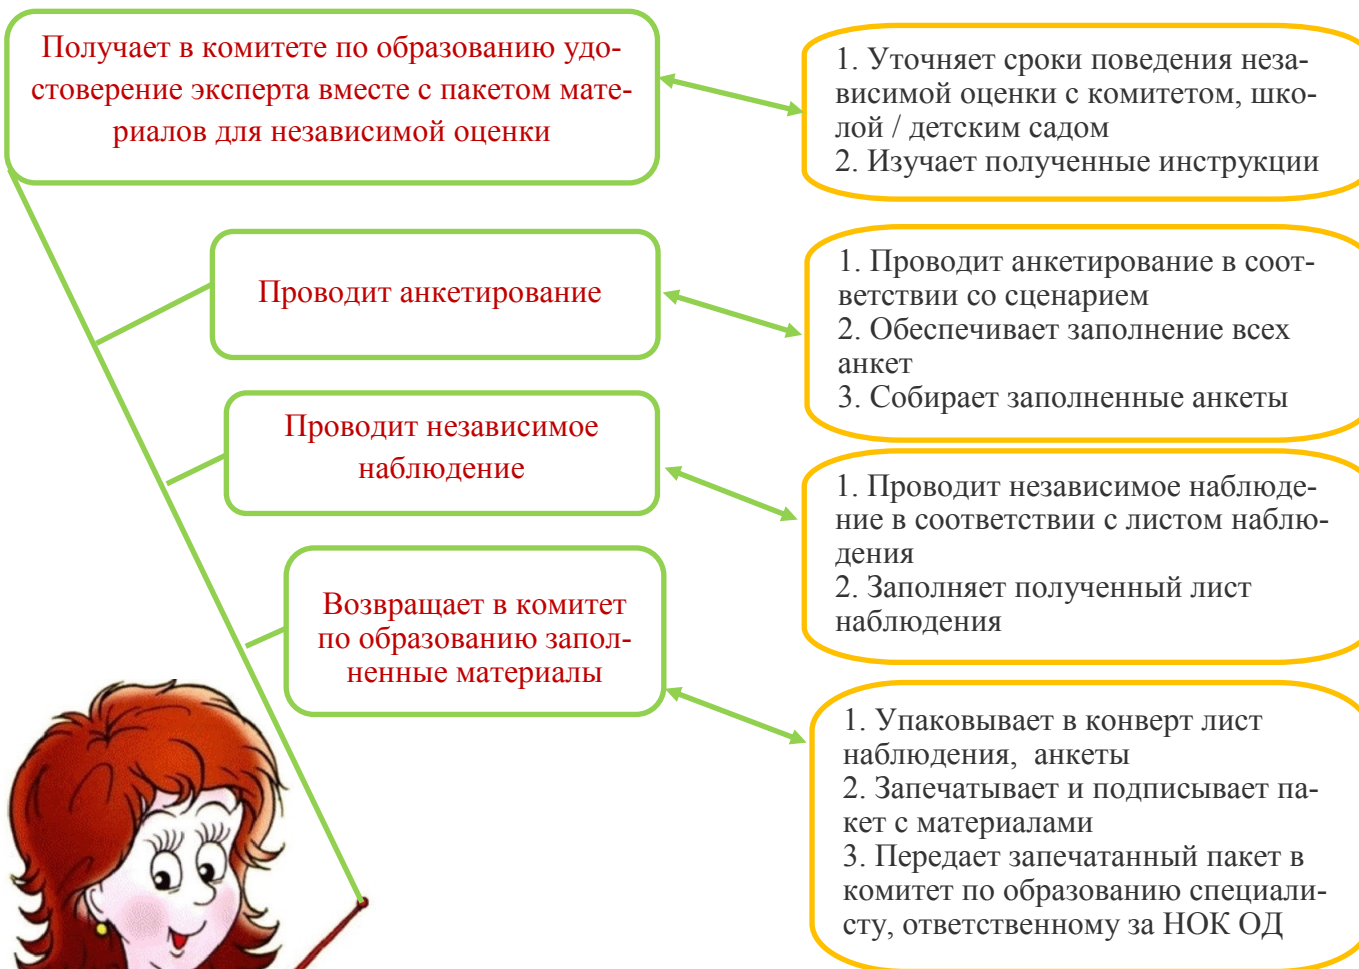 Получает в комитете по образованию удо-
стоверение эксперта вместе с пакетом мате-
риалов для независимой оценки
1. Уточняет сроки поведения неза-
висимой оценки с комитетом, шко-
лой / детским садом
2. Изучает полученные инструкции
Проводит анкетирование
1. Проводит анкетирование в соот-
ветствии со сценарием
2. Обеспечивает заполнение всех
анкет
3. Собирает заполненные анкеты
Проводит независимое
наблюдение
1. Проводит независимое наблюде-
ние в соответствии с листом наблю-
дения
2. Заполняет полученный лист
наблюдения
Возвращает в комитет
по образованию запол-
ненные материалы
1. Упаковывает в конверт лист
наблюдения, анкеты
2. Запечатывает и подписывает па-
кет с материалами
3. Передает запечатанный пакет в
комитет по образованию специали-
сту, ответственному за НОК ОД